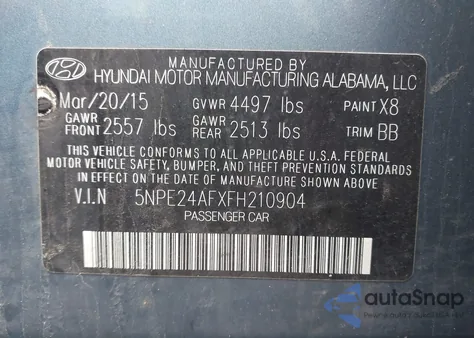 MANUFACTURED BY
HYUNDAI MOTOR MANUFACTURING ALABAMA, LLC
Mar/20/15 GVWR 4497 lbs PAINT X8
GAWR FRONT 2557 lbs GAWR REAR 2513 lbs TRIM BB
THIS VEHICLE CONFORMS TO ALL APPLICABLE U.S.A. FEDERAL
MOTOR VEHICLE SAFETY, BUMPER, AND THEFT PREVENTION STANDARDS
IN EFFECT ON THE DATE OF MANUFACTURE SHOWN ABOVE.
V.I.N 5NPE24AFXFH210904
PASSENGER CAR
autoSnap